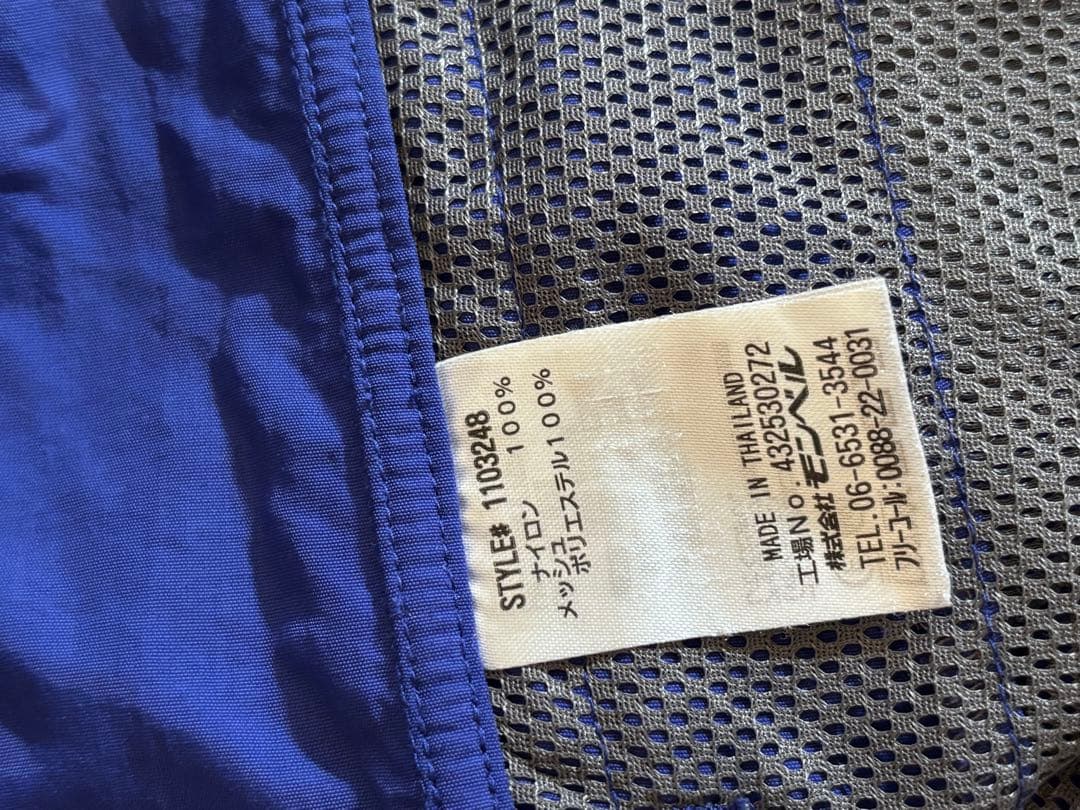 STYLE# 1103248
ナイロン 100%
メッシュ
ポリエステル100%
MADE IN THAILAND
工場No. 432530272
株式会社モンベル
TEL.06-6531-3544
フリーコール:0088-22-0031